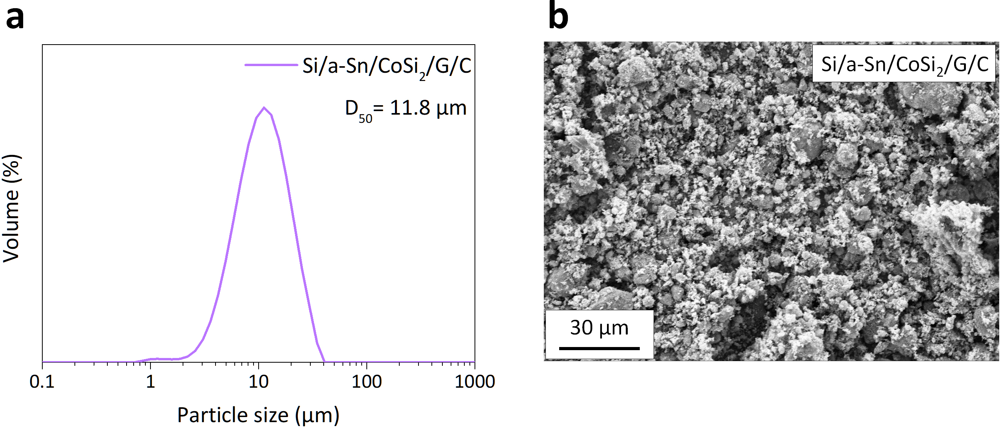 a
Si/a-Sn/CoSi₂/G/C
D₅₀= 11.8 µm
Volume (%)
0.1 1 10 100 1000
Particle size (µm)
b
Si/a-Sn/CoSi₂/G/C
30 µm